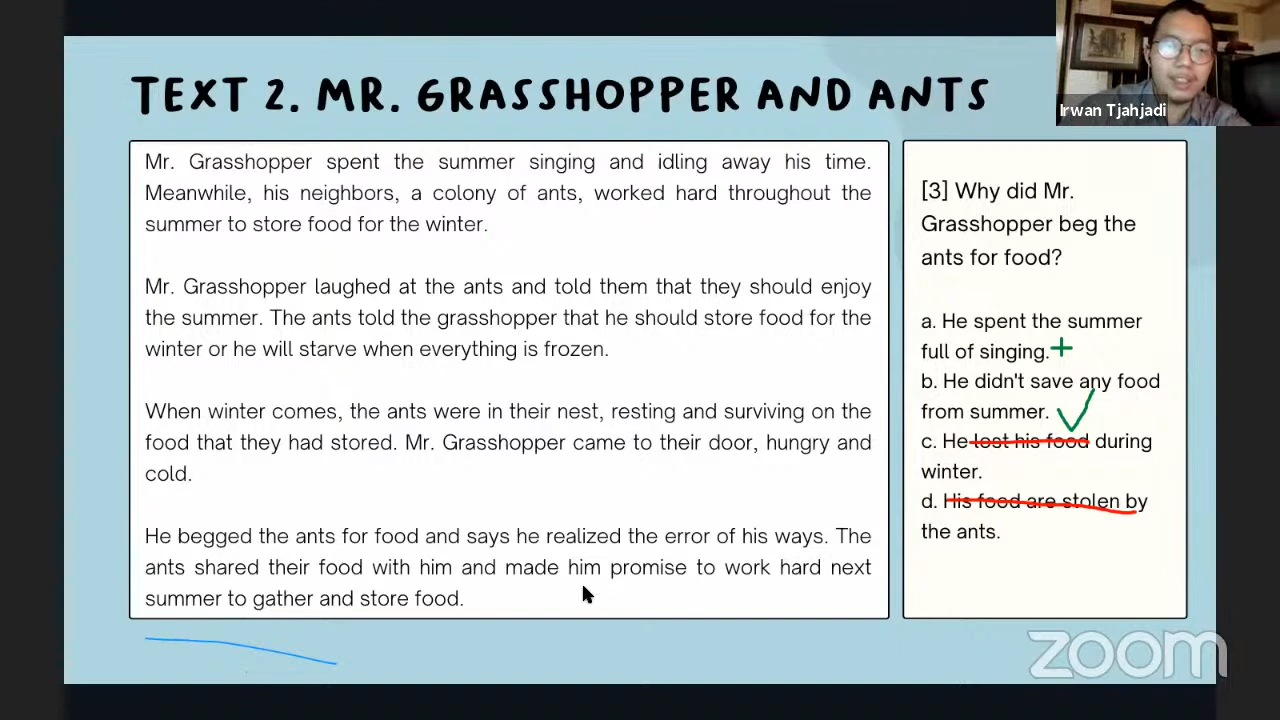 TEXT 2. MR. GRASSHOPPER AND ANTS
Irwan Tjahjadi
Mr. Grasshopper spent the summer singing and idling away his time.
Meanwhile, his neighbors, a colony of ants, worked hard throughout the
summer to store food for the winter.
Mr. Grasshopper laughed at the ants and told them that they should enjoy
the summer. The ants told the grasshopper that he should store food for the
winter or he will starve when everything is frozen.
When winter comes, the ants were in their nest, resting and surviving on the
food that they had stored. Mr. Grasshopper came to their door, hungry and
cold.
He begged the ants for food and says he realized the error of his ways. The
ants shared their food with him and made him promise to work hard next
summer to gather and store food.
[3] Why did Mr.
Grasshopper beg the
ants for food?
a. He spent the summer
full of singing.
b. He didn't save any food
from summer.
c. He lost his food during
winter.
d. His food are stolen by
the ants.
zoom